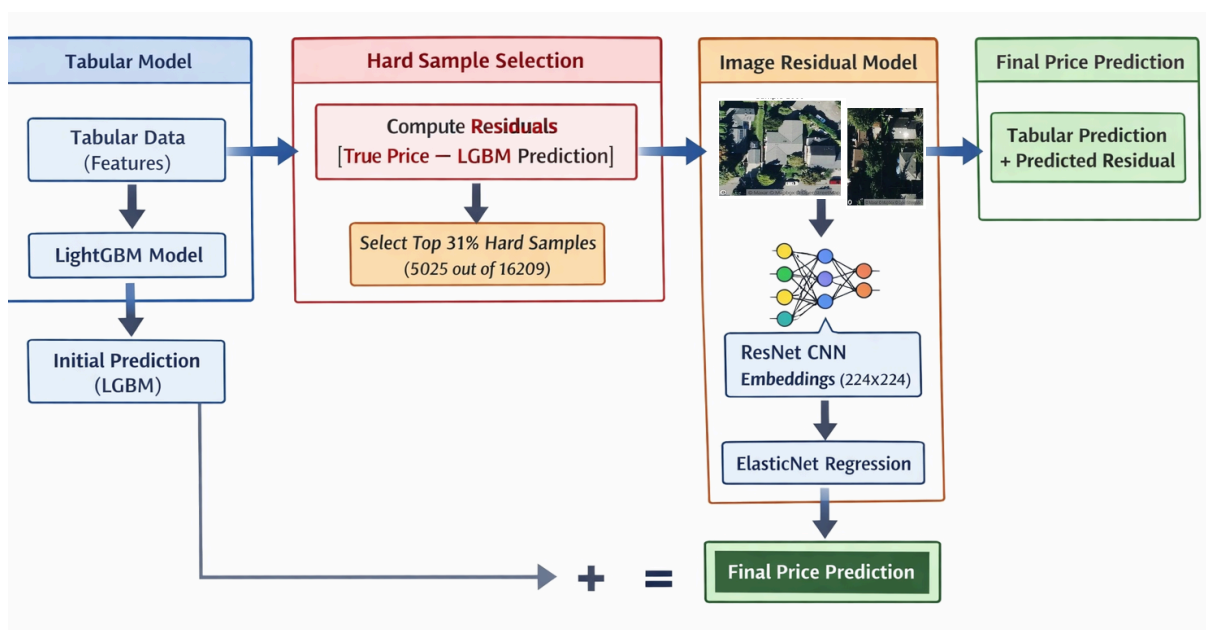 Tabular Model
Tabular Data
(Features)
LightGBM Model
Initial Prediction
(LGBM)
Hard Sample Selection
Compute Residuals
[True Price — LGBM Prediction]
Select Top 31% Hard Samples
(5025 out of 16209)
Image Residual Model
ResNet CNN
Embeddings (224x224)
ElasticNet Regression
Final Price Prediction
Tabular Prediction
+ Predicted Residual
+ =
Final Price Prediction